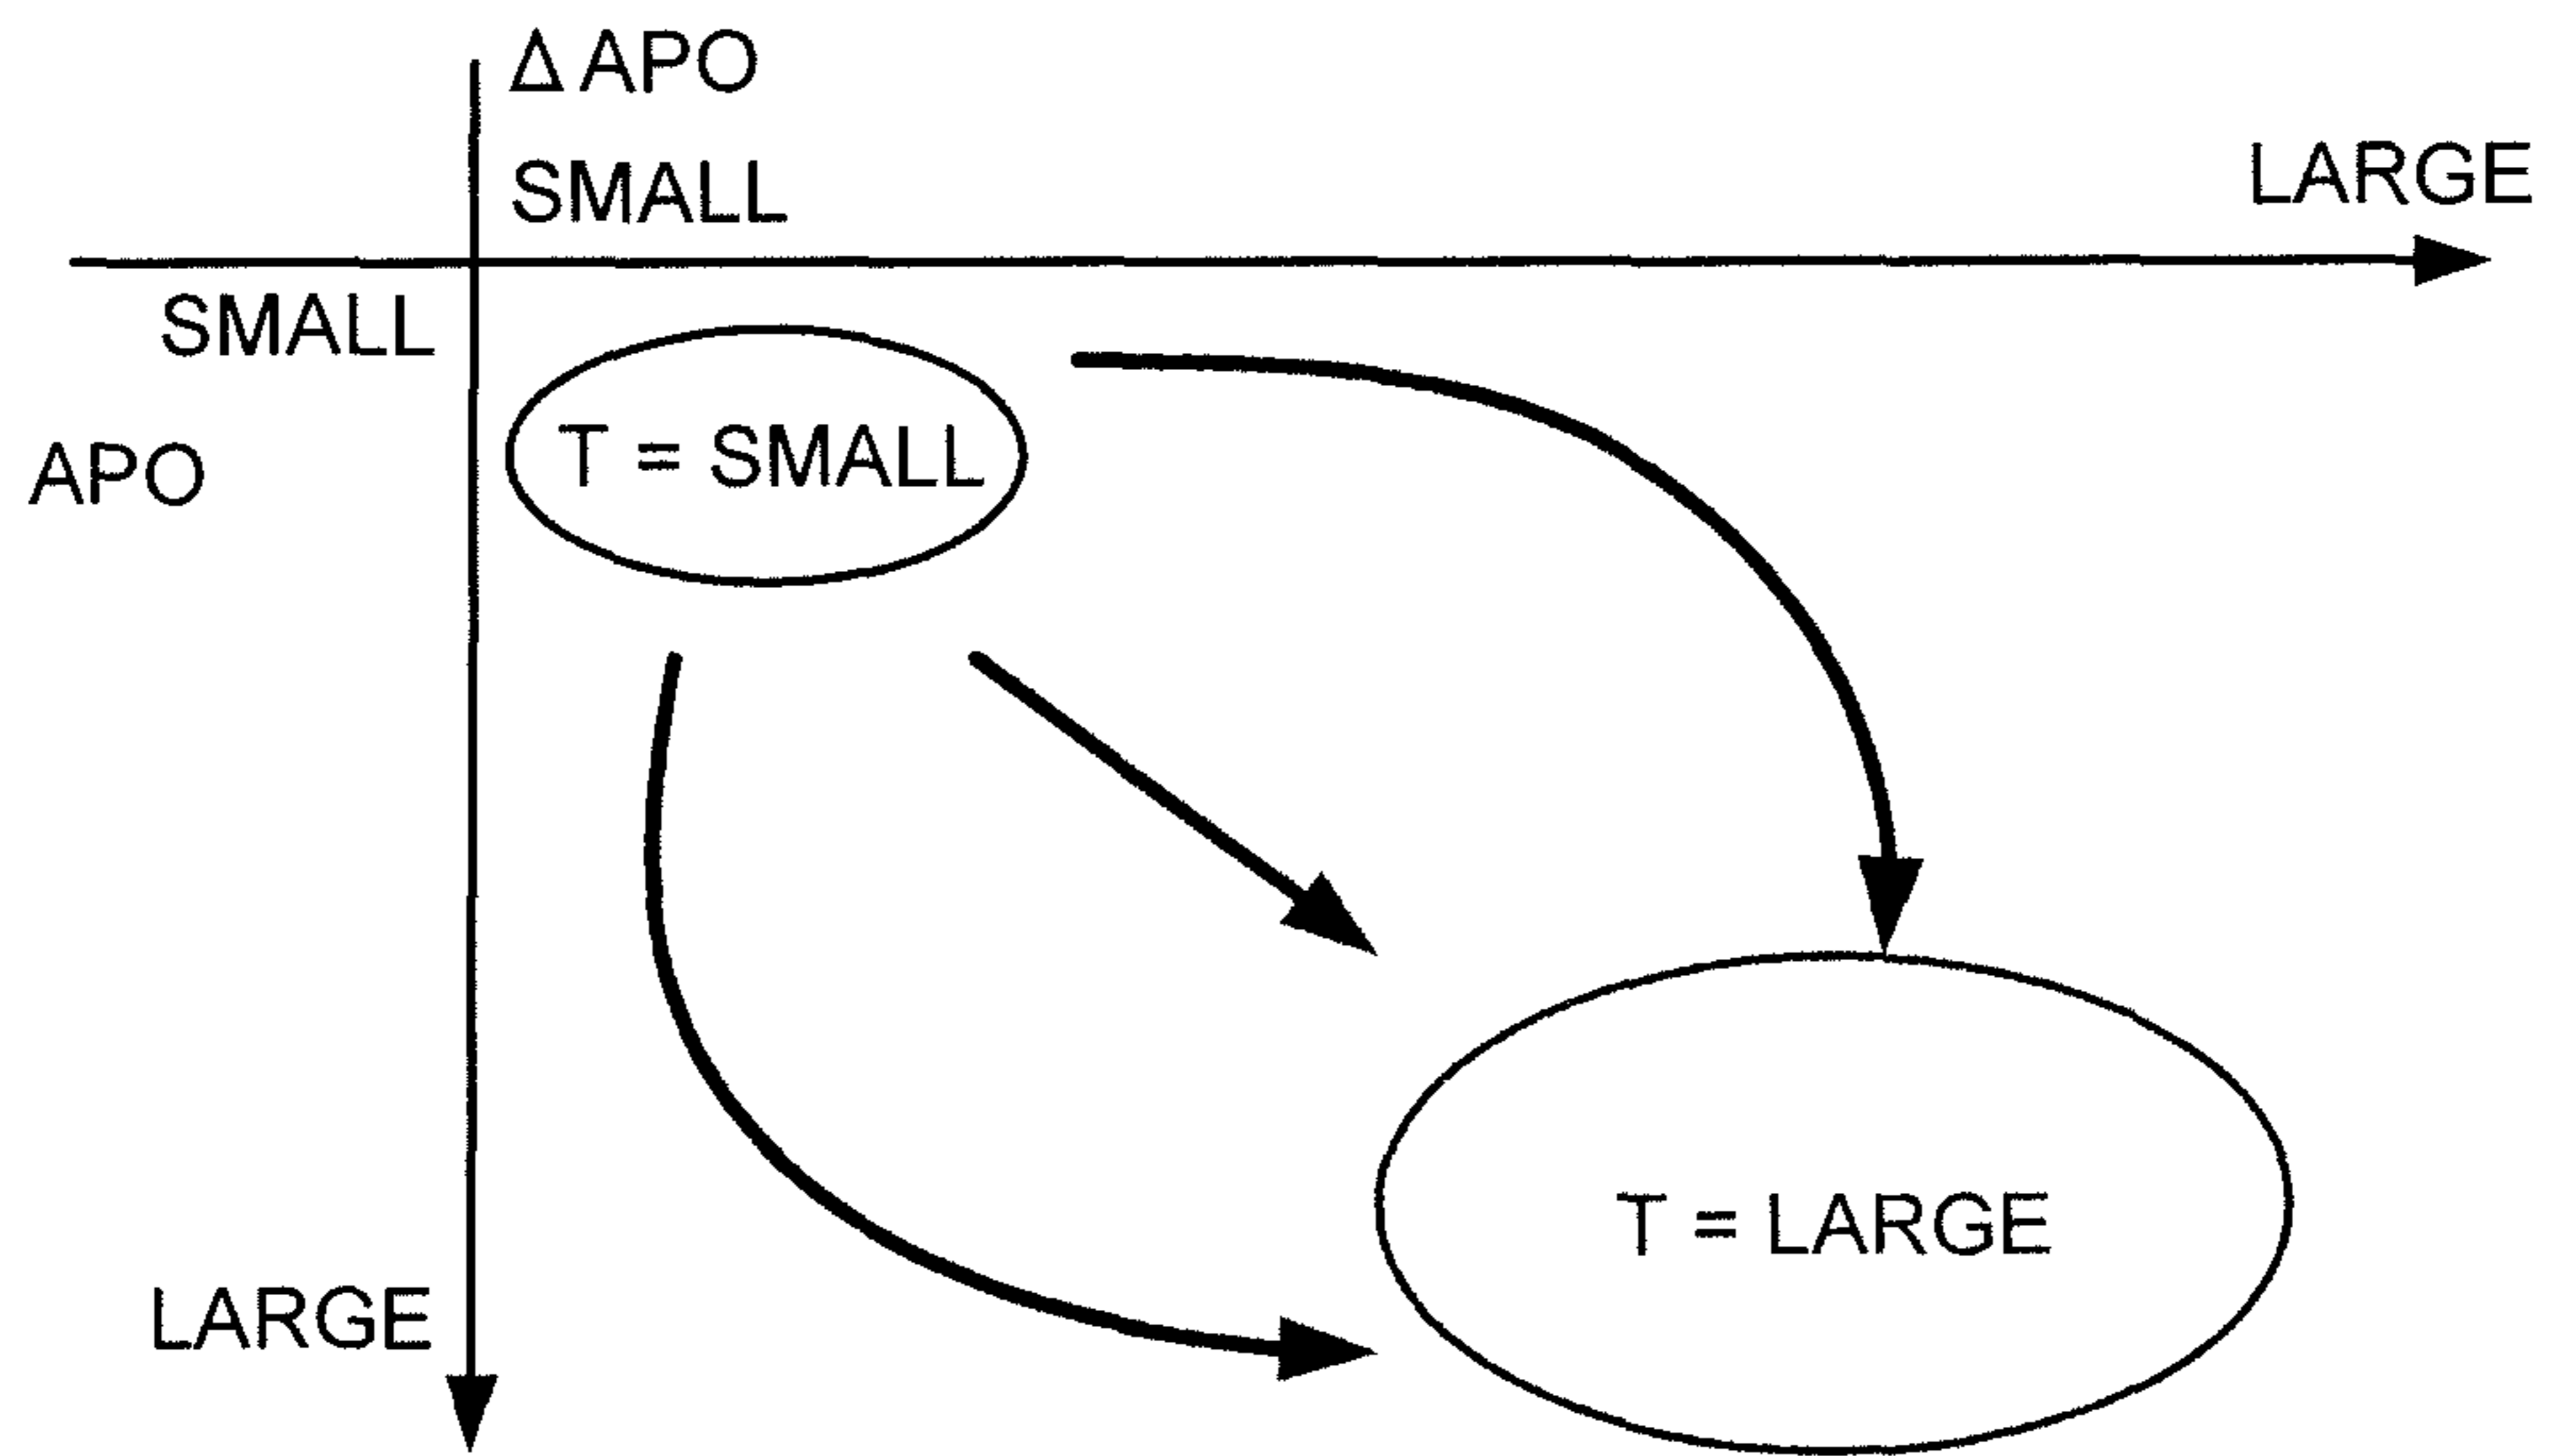 Δ APO
SMALL
LARGE
SMALL
APO
T = SMALL
T = LARGE
LARGE